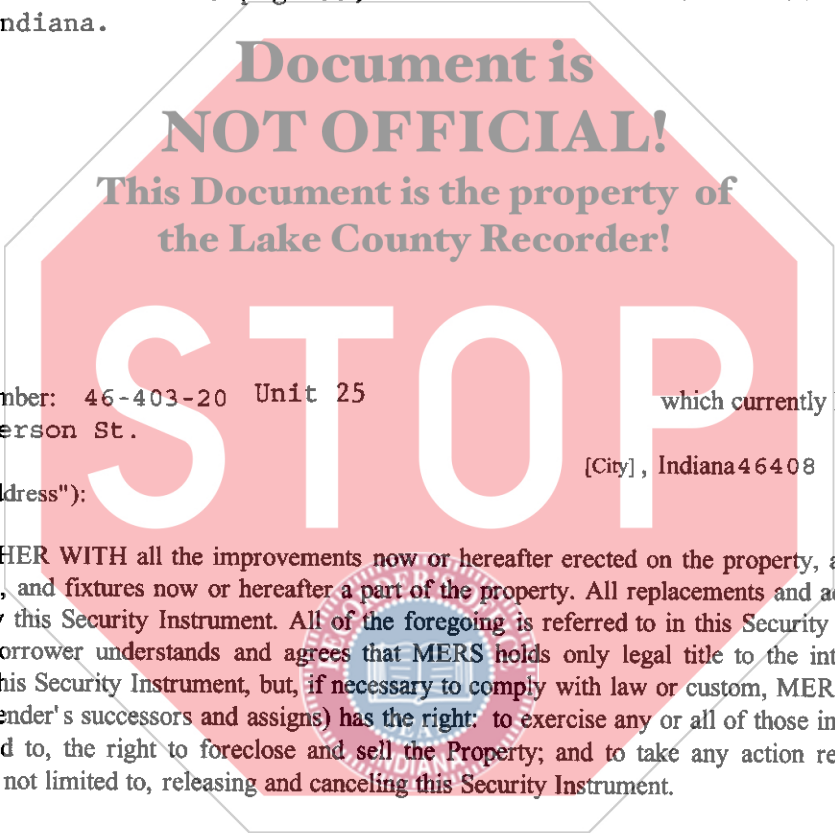 ndiana.
Document is
NOT OFFICIAL!
This Document is the property of
the Lake County Recorder!
STOP
nber: 46-403-20 Unit 25 which currently
erson St.
[City] , Indiana46408
ddress"):
HER WITH all the improvements now or hereafter erected on the property, a
, and fixtures now or hereafter a part of the property. All replacements and a
this Security Instrument. All of the foregoing is referred to in this Security
orrower understands and agrees that MERS holds only legal title to the int
his Security Instrument, but, if necessary to comply with law or custom, MER
ender's successors and assigns) has the right: to exercise any or all of those in
d to, the right to foreclose and sell the Property; and to take any action re
not limited to, releasing and canceling this Security Instrument.
SEAL
INDIANA